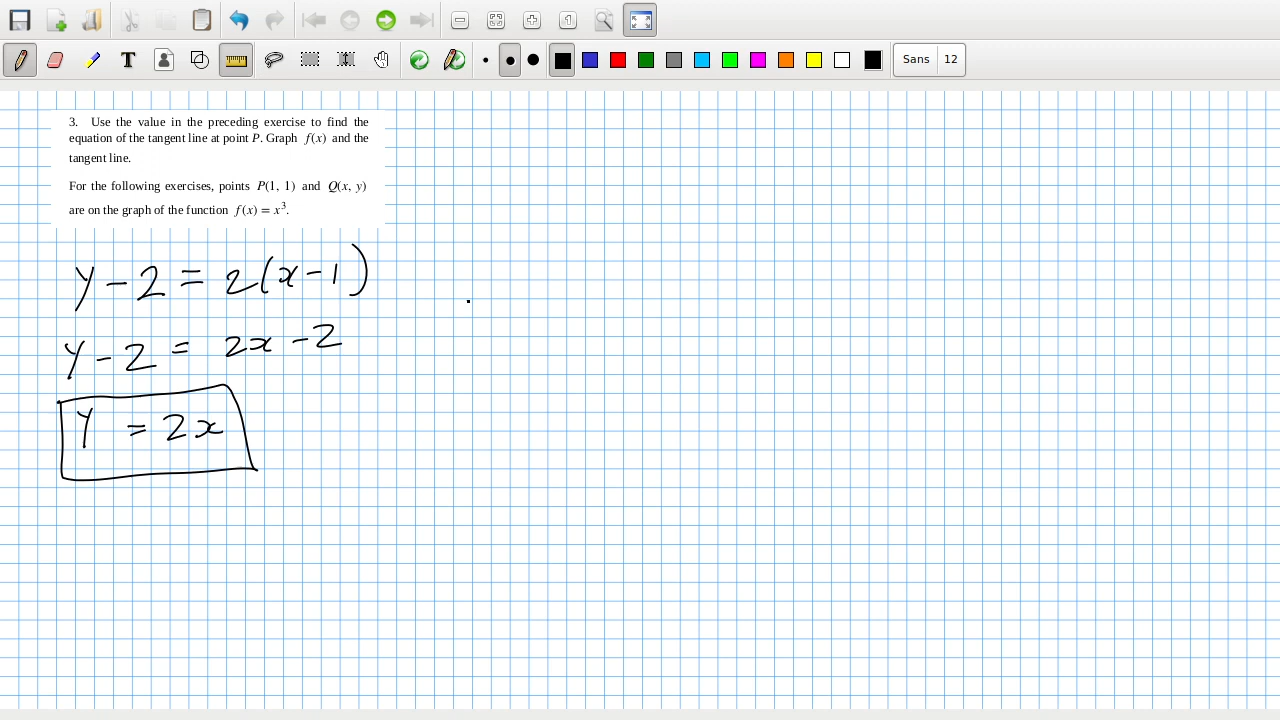 T
1
Sans 12
3. Use the value in the preceding exercise to find the
equation of the tangent line at point P. Graph f(x) and the
tangent line.
For the following exercises, points P(1, 1) and Q(x, y)
are on the graph of the function f(x) = x³.
y - 2 = 2(x - 1)
y - 2 = 2x - 2
y = 2x